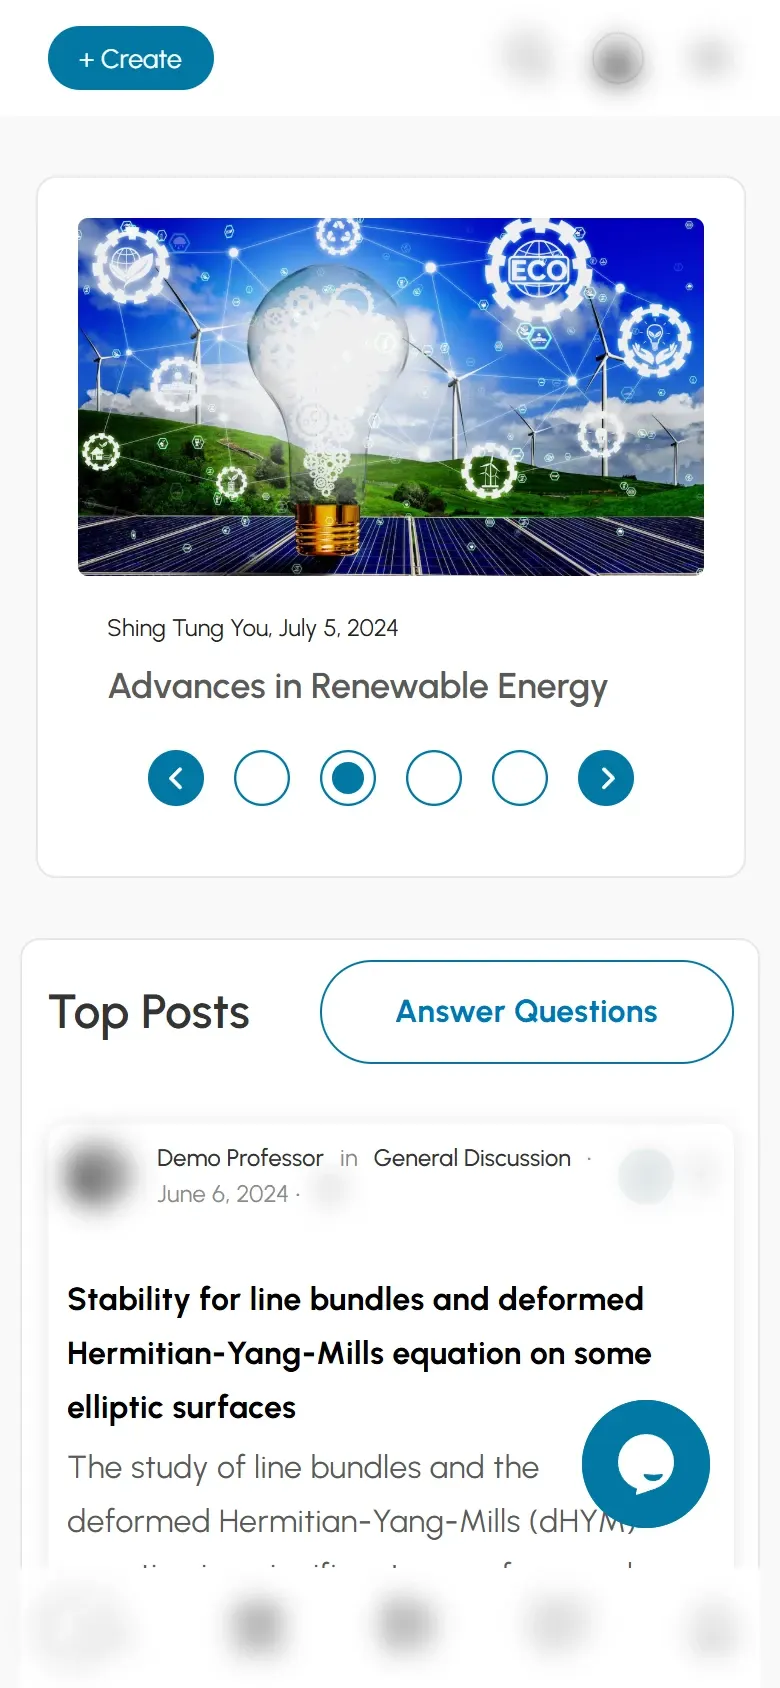 + Create
ECO
Shing Tung You, July 5, 2024
Advances in Renewable Energy
Top Posts
Answer Questions
Demo Professor in General Discussion ·
June 6, 2024 ·
Stability for line bundles and deformed
Hermitian-Yang-Mills equation on some
elliptic surfaces
The study of line bundles and the
deformed Hermitian-Yang-Mills (dHYM)